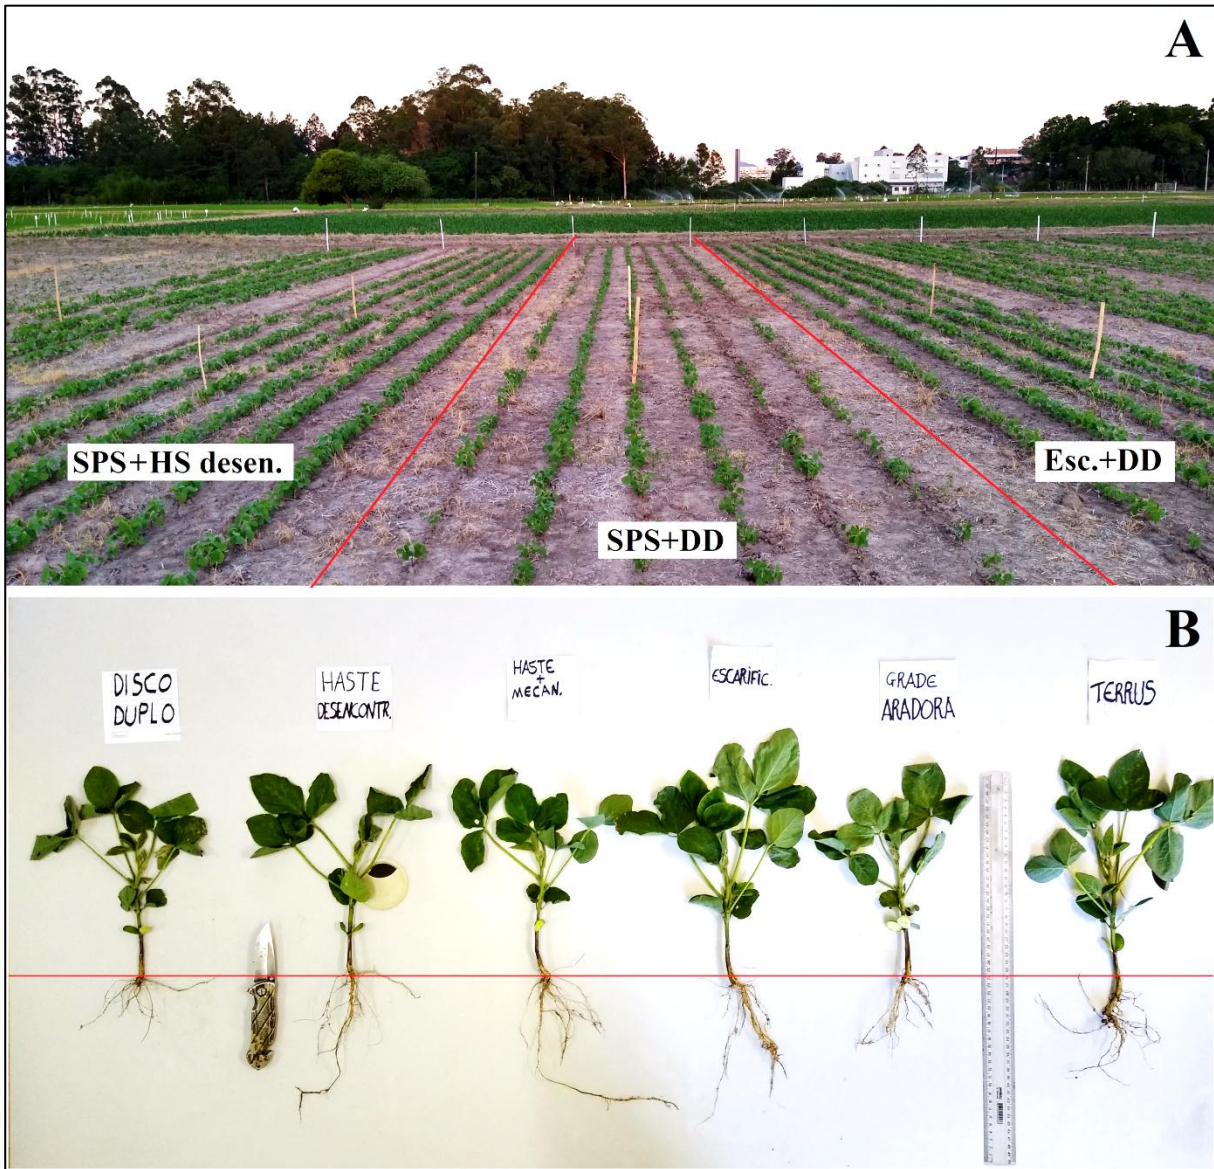 A
SPS+HS desen.
Esc.+DD
SPS+DD
B
DISCO
DUPLO
HASTE
DESENCONTR.
HASTE
+
MECAN.
ESCARIFIC.
GRADE
ARADORA
TERRUS